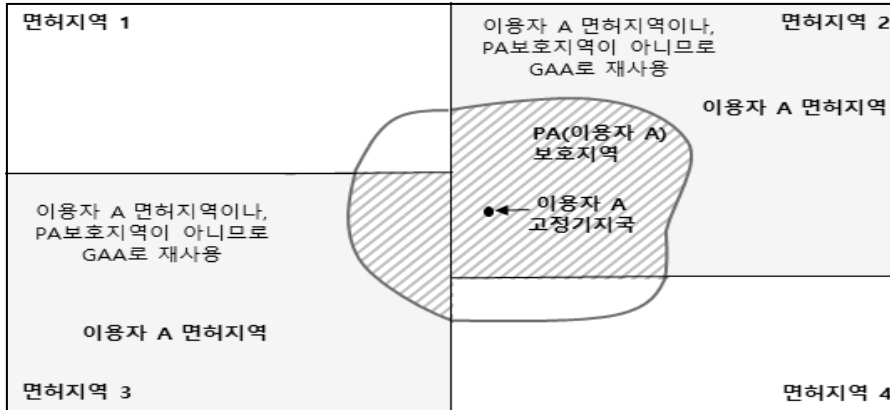 면허지역 1
이용자 A 면허지역이나,
PA보호지역이 아니므로
GAA로 재사용
면허지역 2
이용자 A 면허지역
PA(이용자 A)
보호지역
이용자 A
고정기지국
이용자 A 면허지역이나,
PA보호지역이 아니므로
GAA로 재사용
이용자 A 면허지역
면허지역 3
면허지역 4